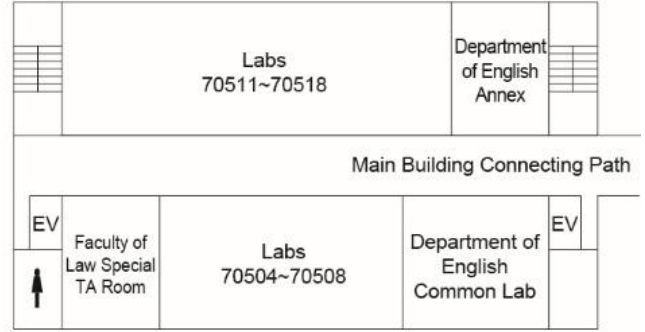 Labs
70511~70518
Department
of English
Annex
Main Building Connecting Path
EV
Faculty of
Law Special
TA Room
Labs
70504~70508
Department of
English
Common Lab
EV